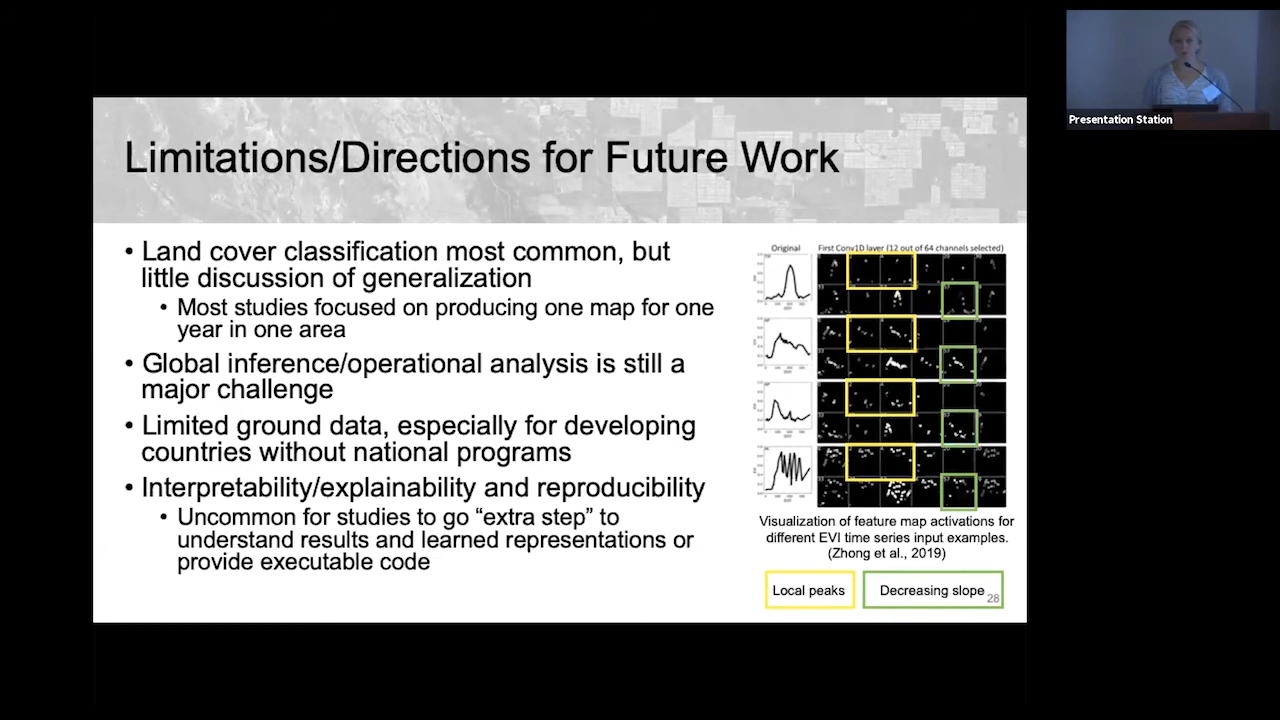 Limitations/Directions for Future Work
• Land cover classification most common, but
little discussion of generalization
• Most studies focused on producing one map for one
year in one area
• Global inference/operational analysis is still a
major challenge
• Limited ground data, especially for developing
countries without national programs
• Interpretability/explainability and reproducibility
• Uncommon for studies to go “extra step” to
understand results and learned representations or
provide executable code
Original
First Conv1D layer (12 out of 64 channels selected)
Visualization of feature map activations for
different EVI time series input examples.
(Zhong et al., 2019)
Local peaks
Decreasing slope
28
Presentation Station